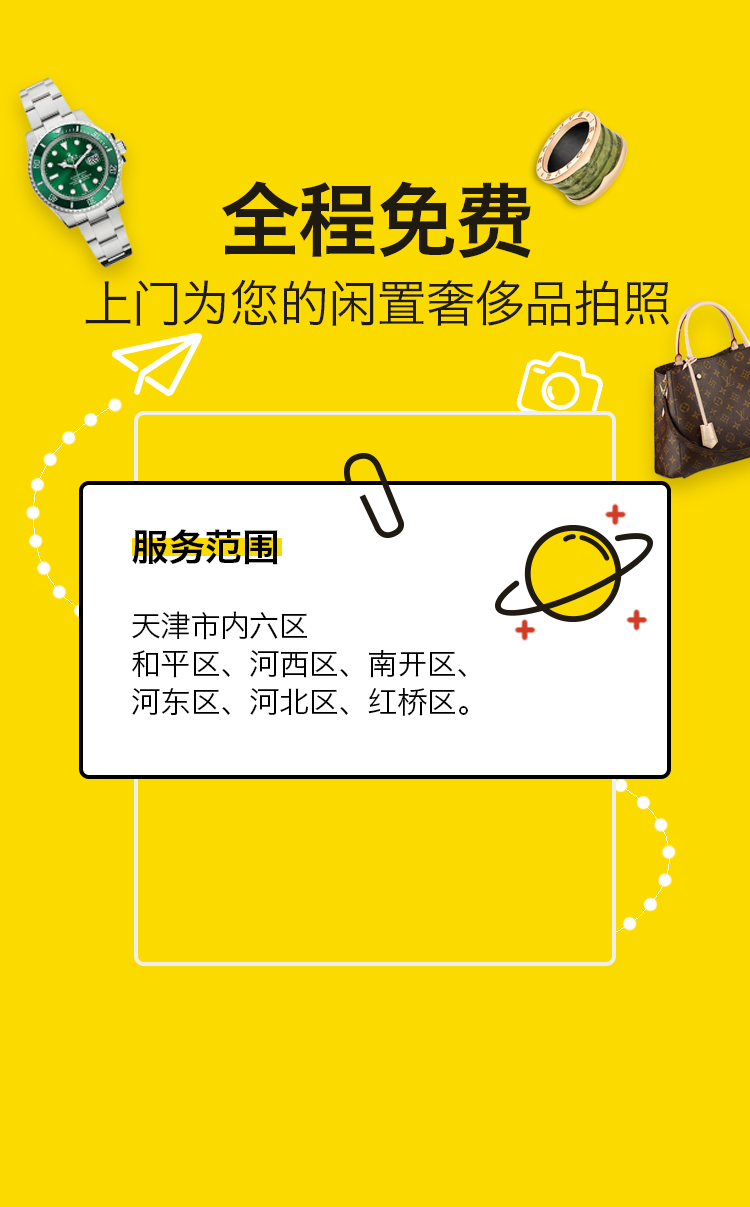 全程免费
上门为您的闲置奢侈品拍照
服务范围
天津市内六区
和平区、河西区、南开区、
河东区、河北区、红桥区。